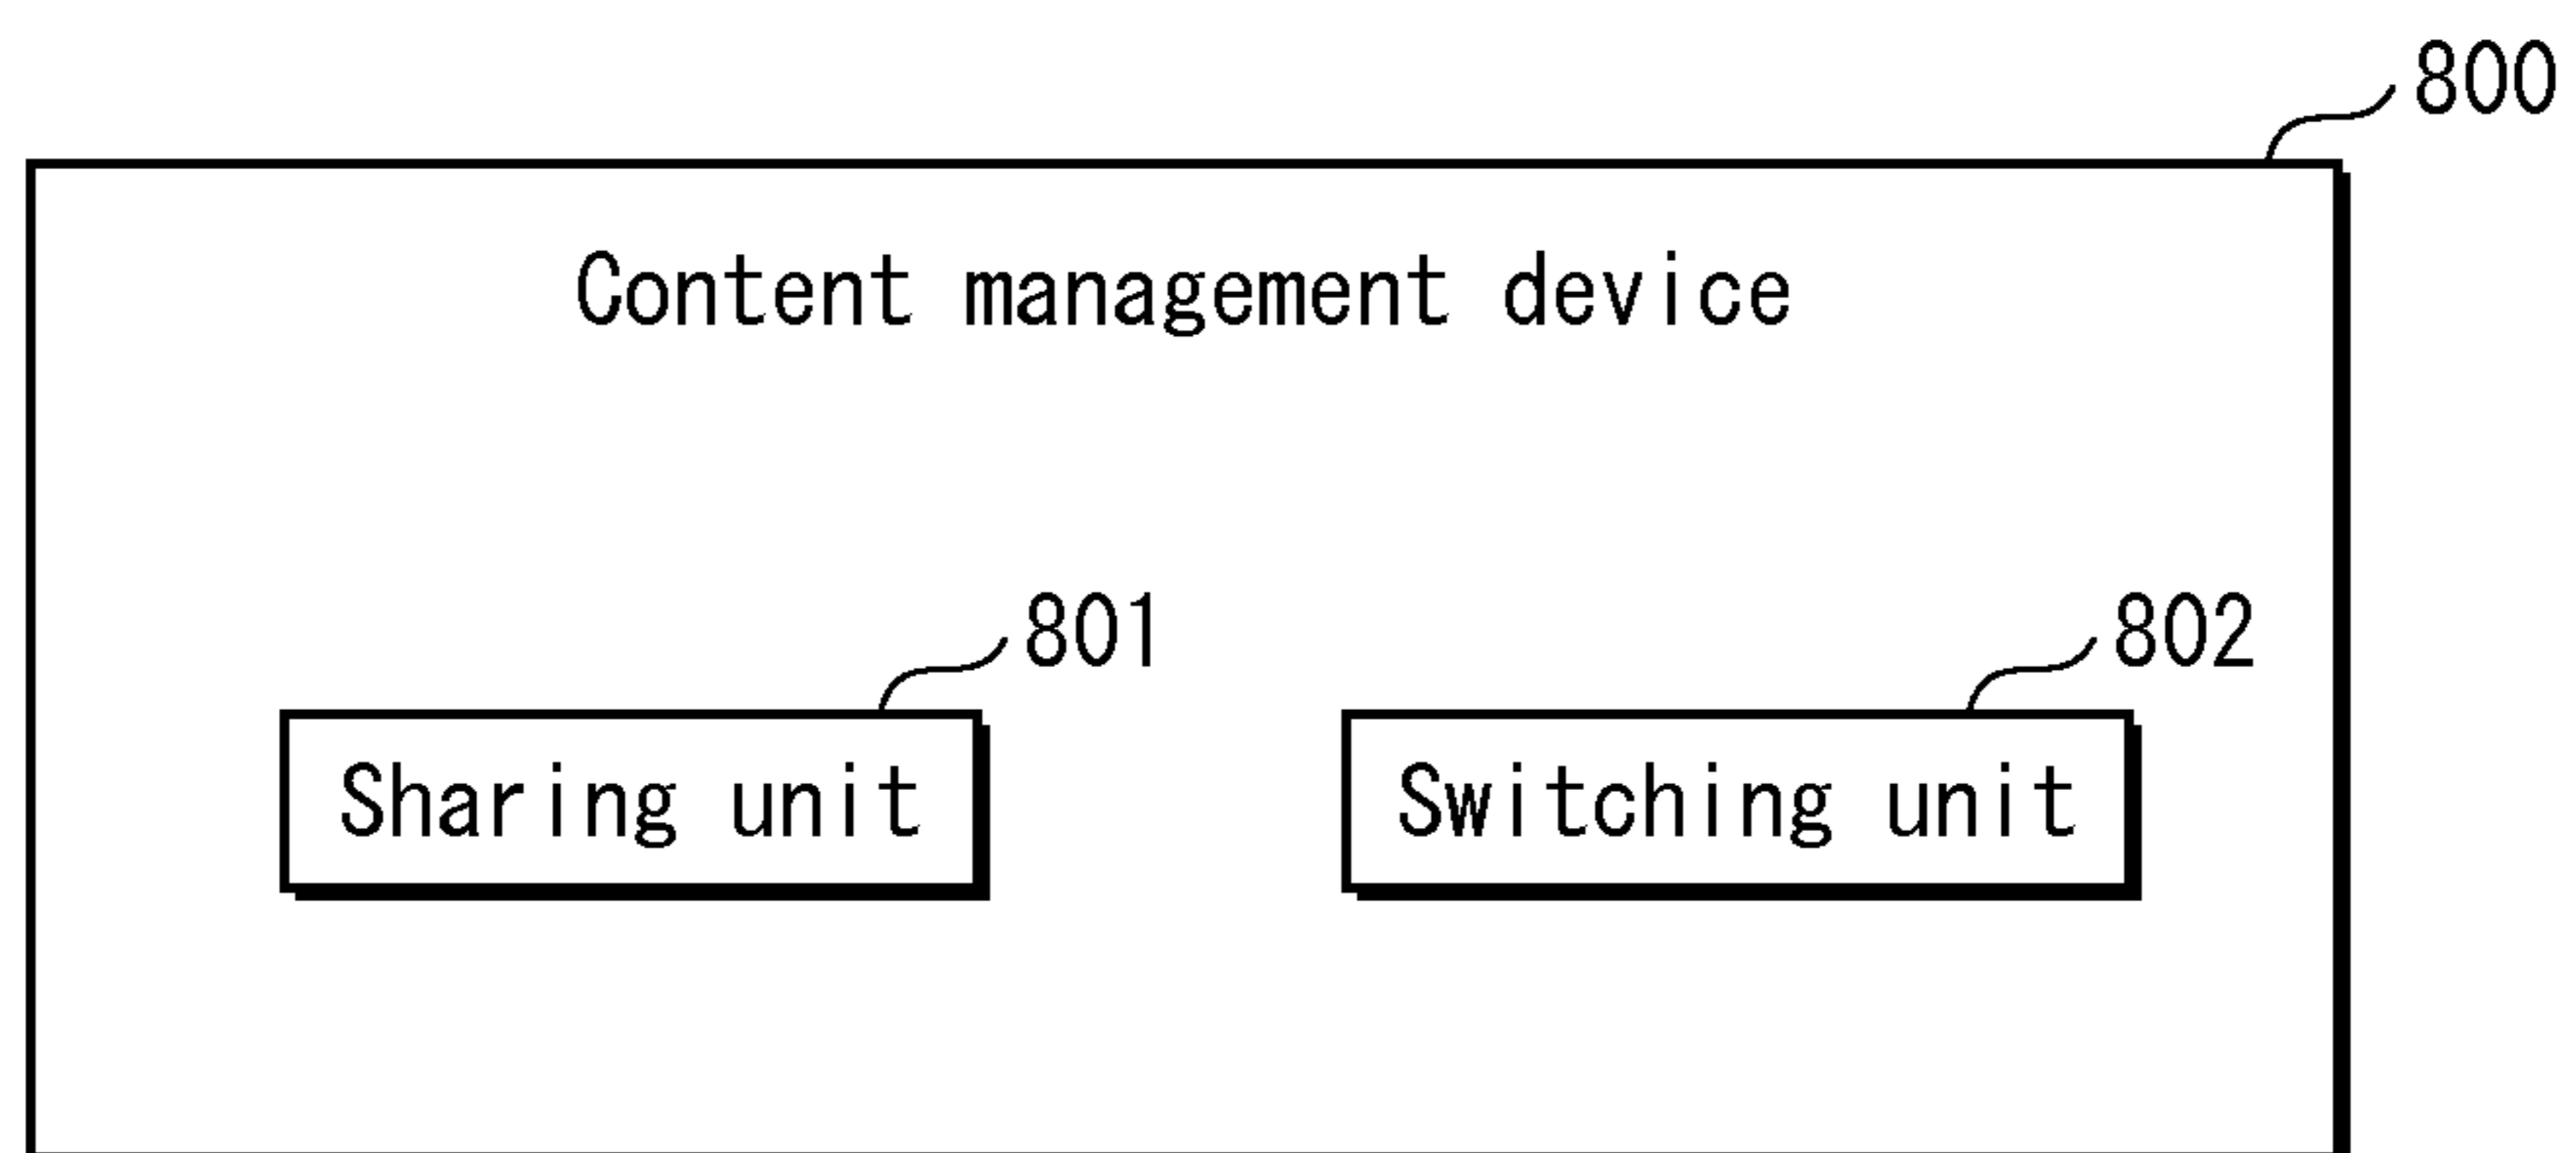 800
Content management device
801
802
Sharing unit
Switching unit